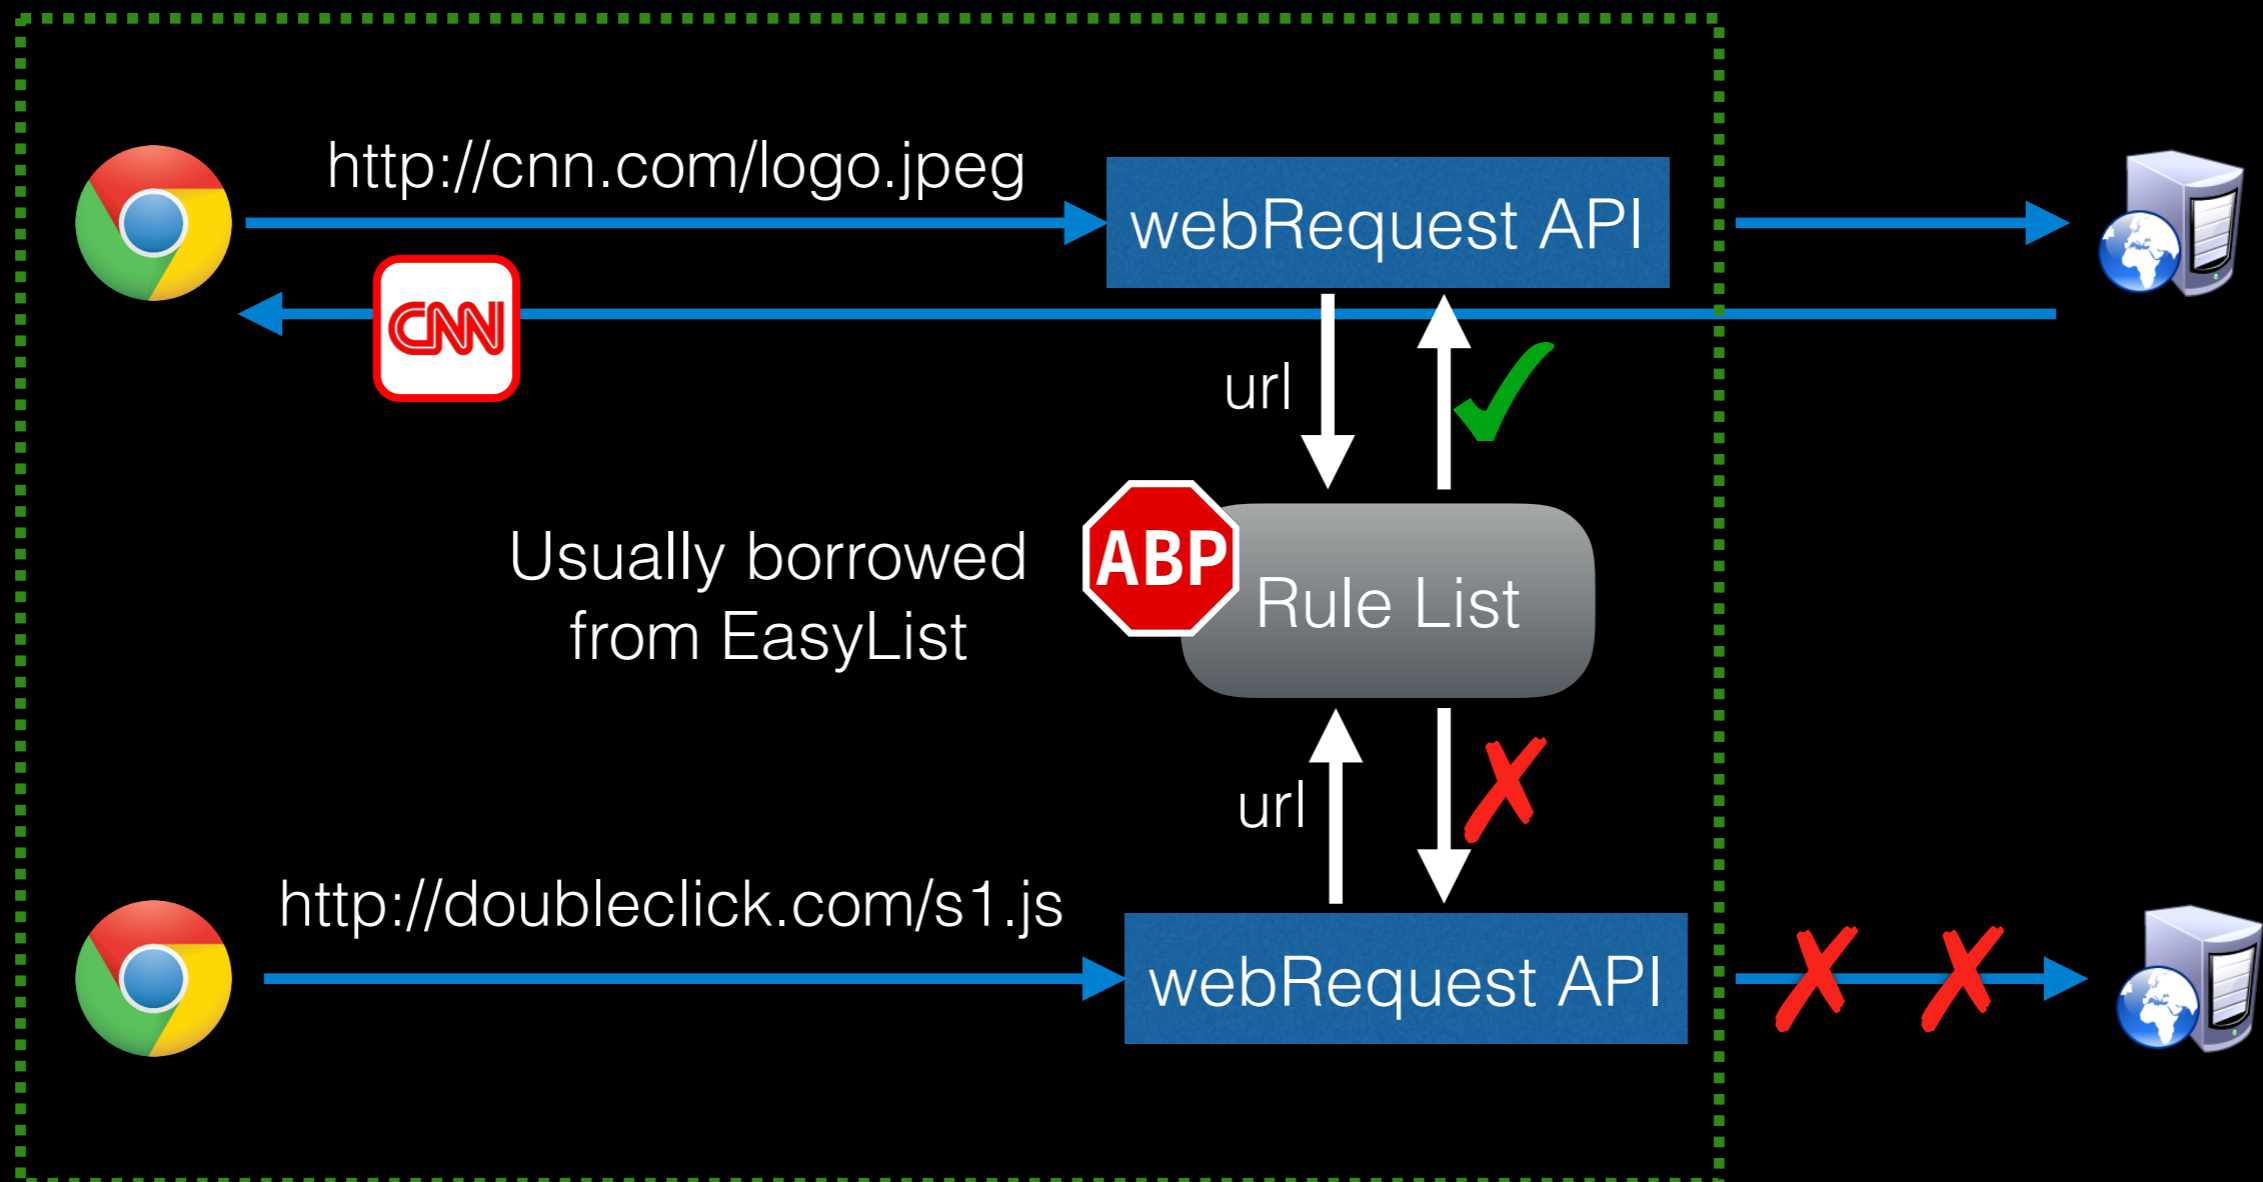 http://cnn.com/logo.jpeg
webRequest API
CNN
url
Usually borrowed
from EasyList
ABP
Rule List
url
http://doubleclick.com/s1.js
webRequest API